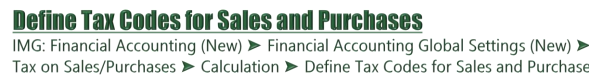 Define Tax Codes for Sales and Purchases
IMG: Financial Accounting (New) ➤ Financial Accounting Global Settings (New) ➤
Tax on Sales/Purchases ➤ Calculation ➤ Define Tax Codes for Sales and Purchase